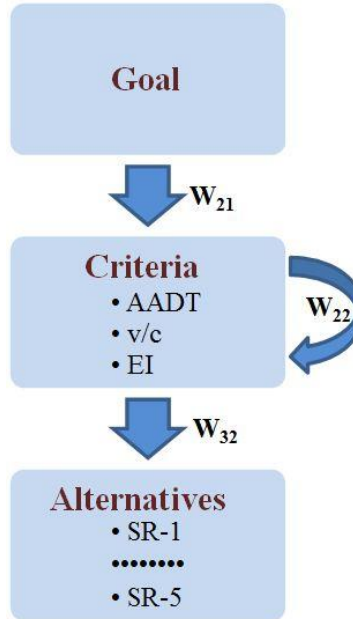 Goal
W21
Criteria
• AADT
• v/c
• EI
W22
W32
Alternatives
• SR-1
••••••••
• SR-5